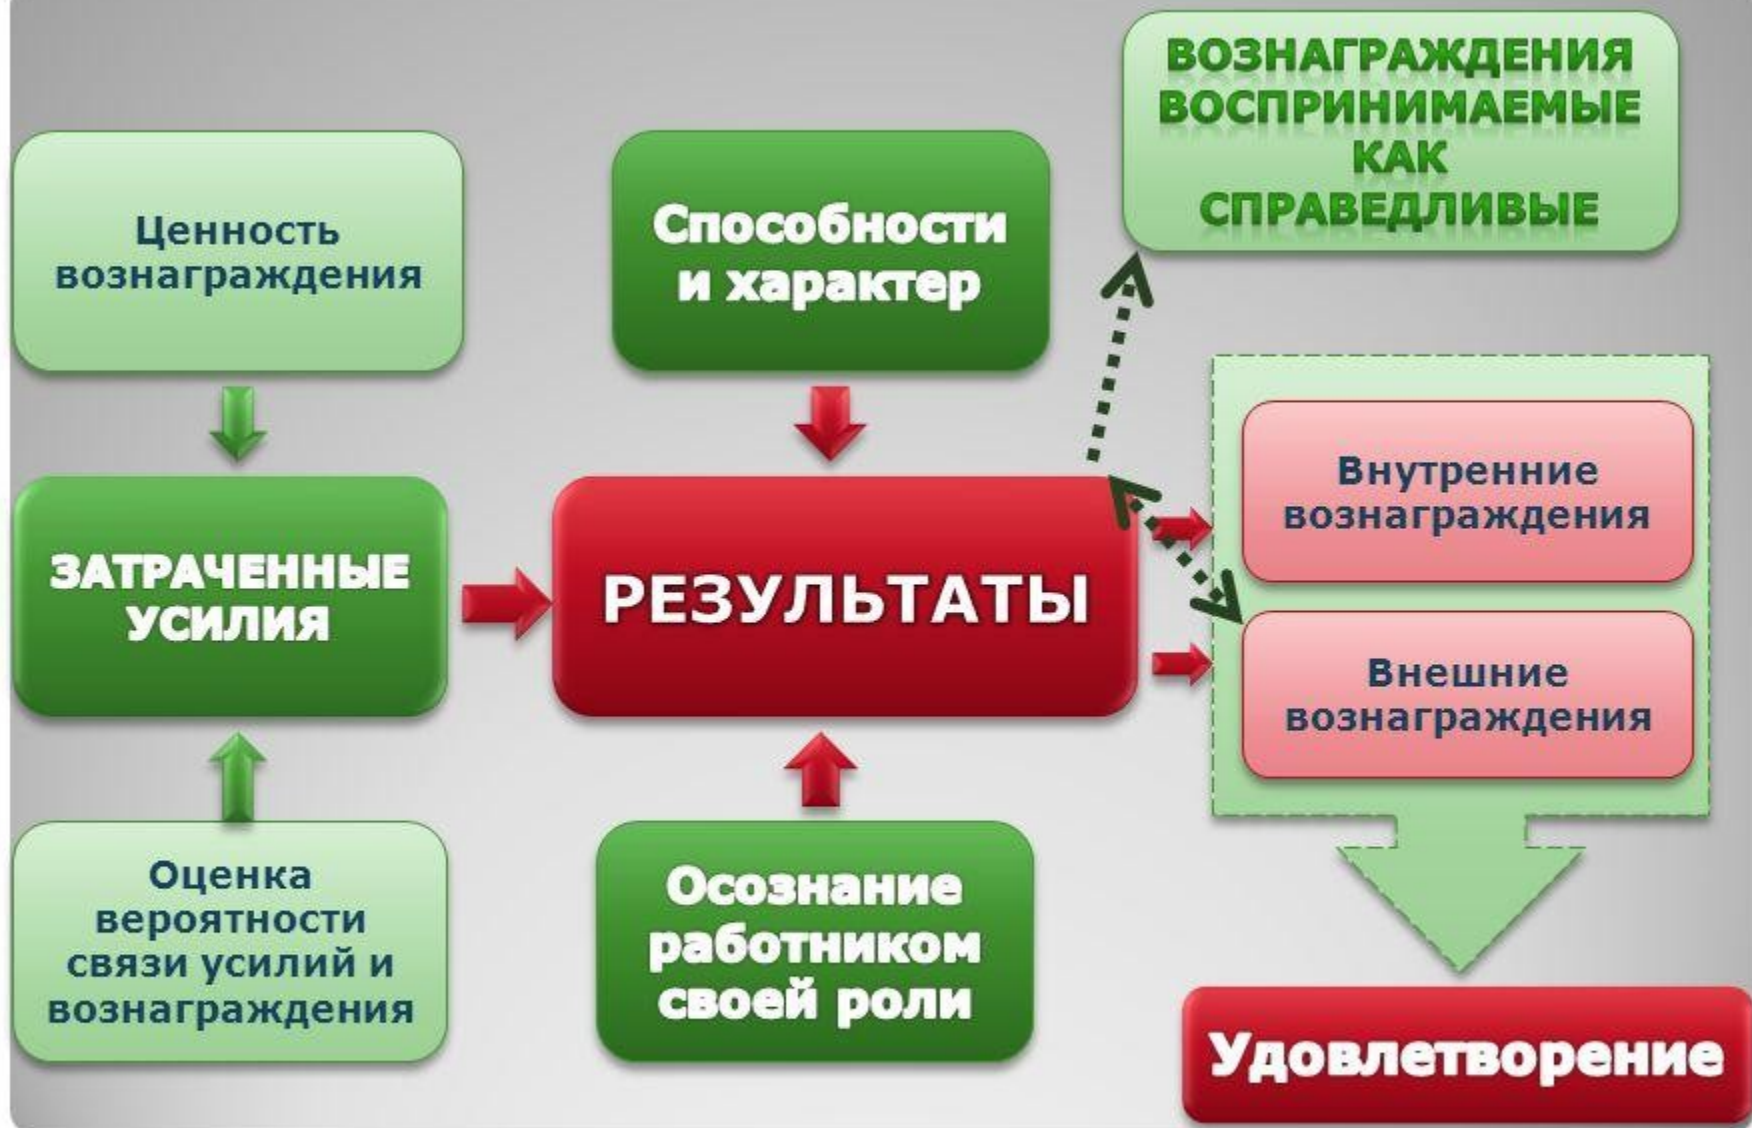 ВОЗНАГРАЖДЕНИЯ
ВОСПРИНИМАЕМЫЕ
КАК
СПРАВЕДЛИВЫЕ
Ценность
вознаграждения
Способности
и характер
Внутренние
вознаграждения
ЗАТРАЧЕННЫЕ
УСИЛИЯ
РЕЗУЛЬТАТЫ
Внешние
вознаграждения
Оценка
вероятности
связи усилий и
вознаграждения
Осознание
работником
своей роли
Удовлетворение